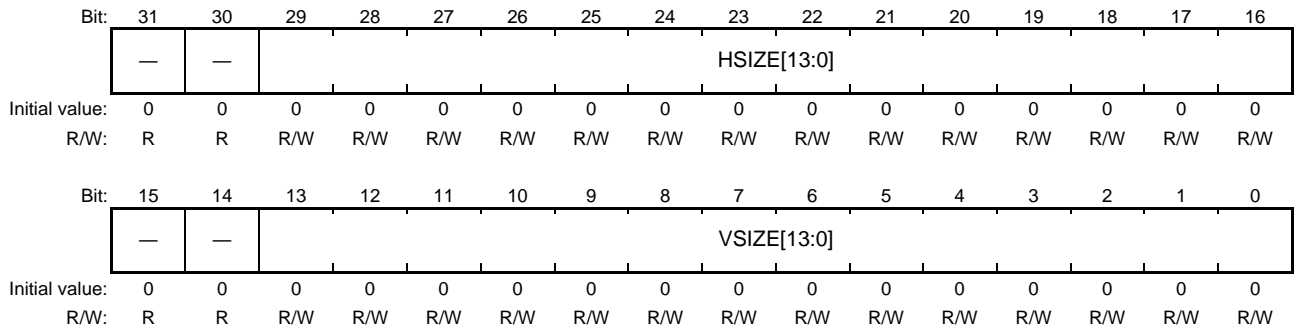 Bit: 31 30 29 28 27 26 25 24 23 22 21 20 19 18 17 16
— — HSIZE[13:0]
Initial value: 0 0 0 0 0 0 0 0 0 0 0 0 0 0 0 0
R/W: R R R/W R/W R/W R/W R/W R/W R/W R/W R/W R/W R/W R/W R/W R/W
Bit: 15 14 13 12 11 10 9 8 7 6 5 4 3 2 1 0
— — VSIZE[13:0]
Initial value: 0 0 0 0 0 0 0 0 0 0 0 0 0 0 0 0
R/W: R R R/W R/W R/W R/W R/W R/W R/W R/W R/W R/W R/W R/W R/W R/W